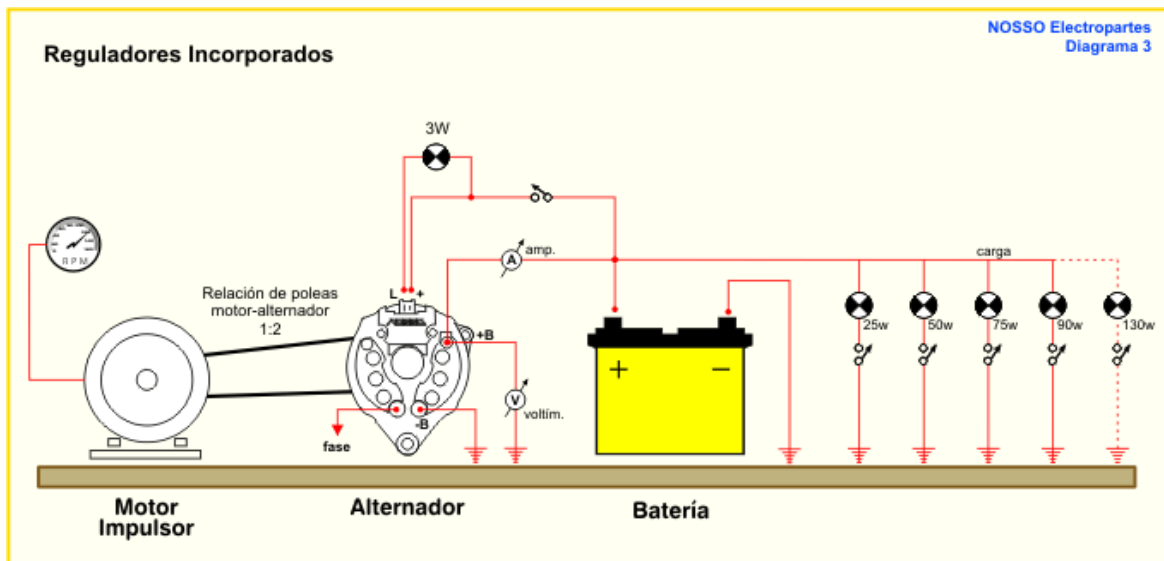 NOSSO Electropartes
Diagrama 3
Reguladores Incorporados
3W
amp.
A
carga
R P M
Relación de poleas
motor-alternador
1:2
L +
+B
25w
50w
75w
90w
130w
+ −
V
voltím.
-B
fase
Motor
Impulsor
Alternador
Batería